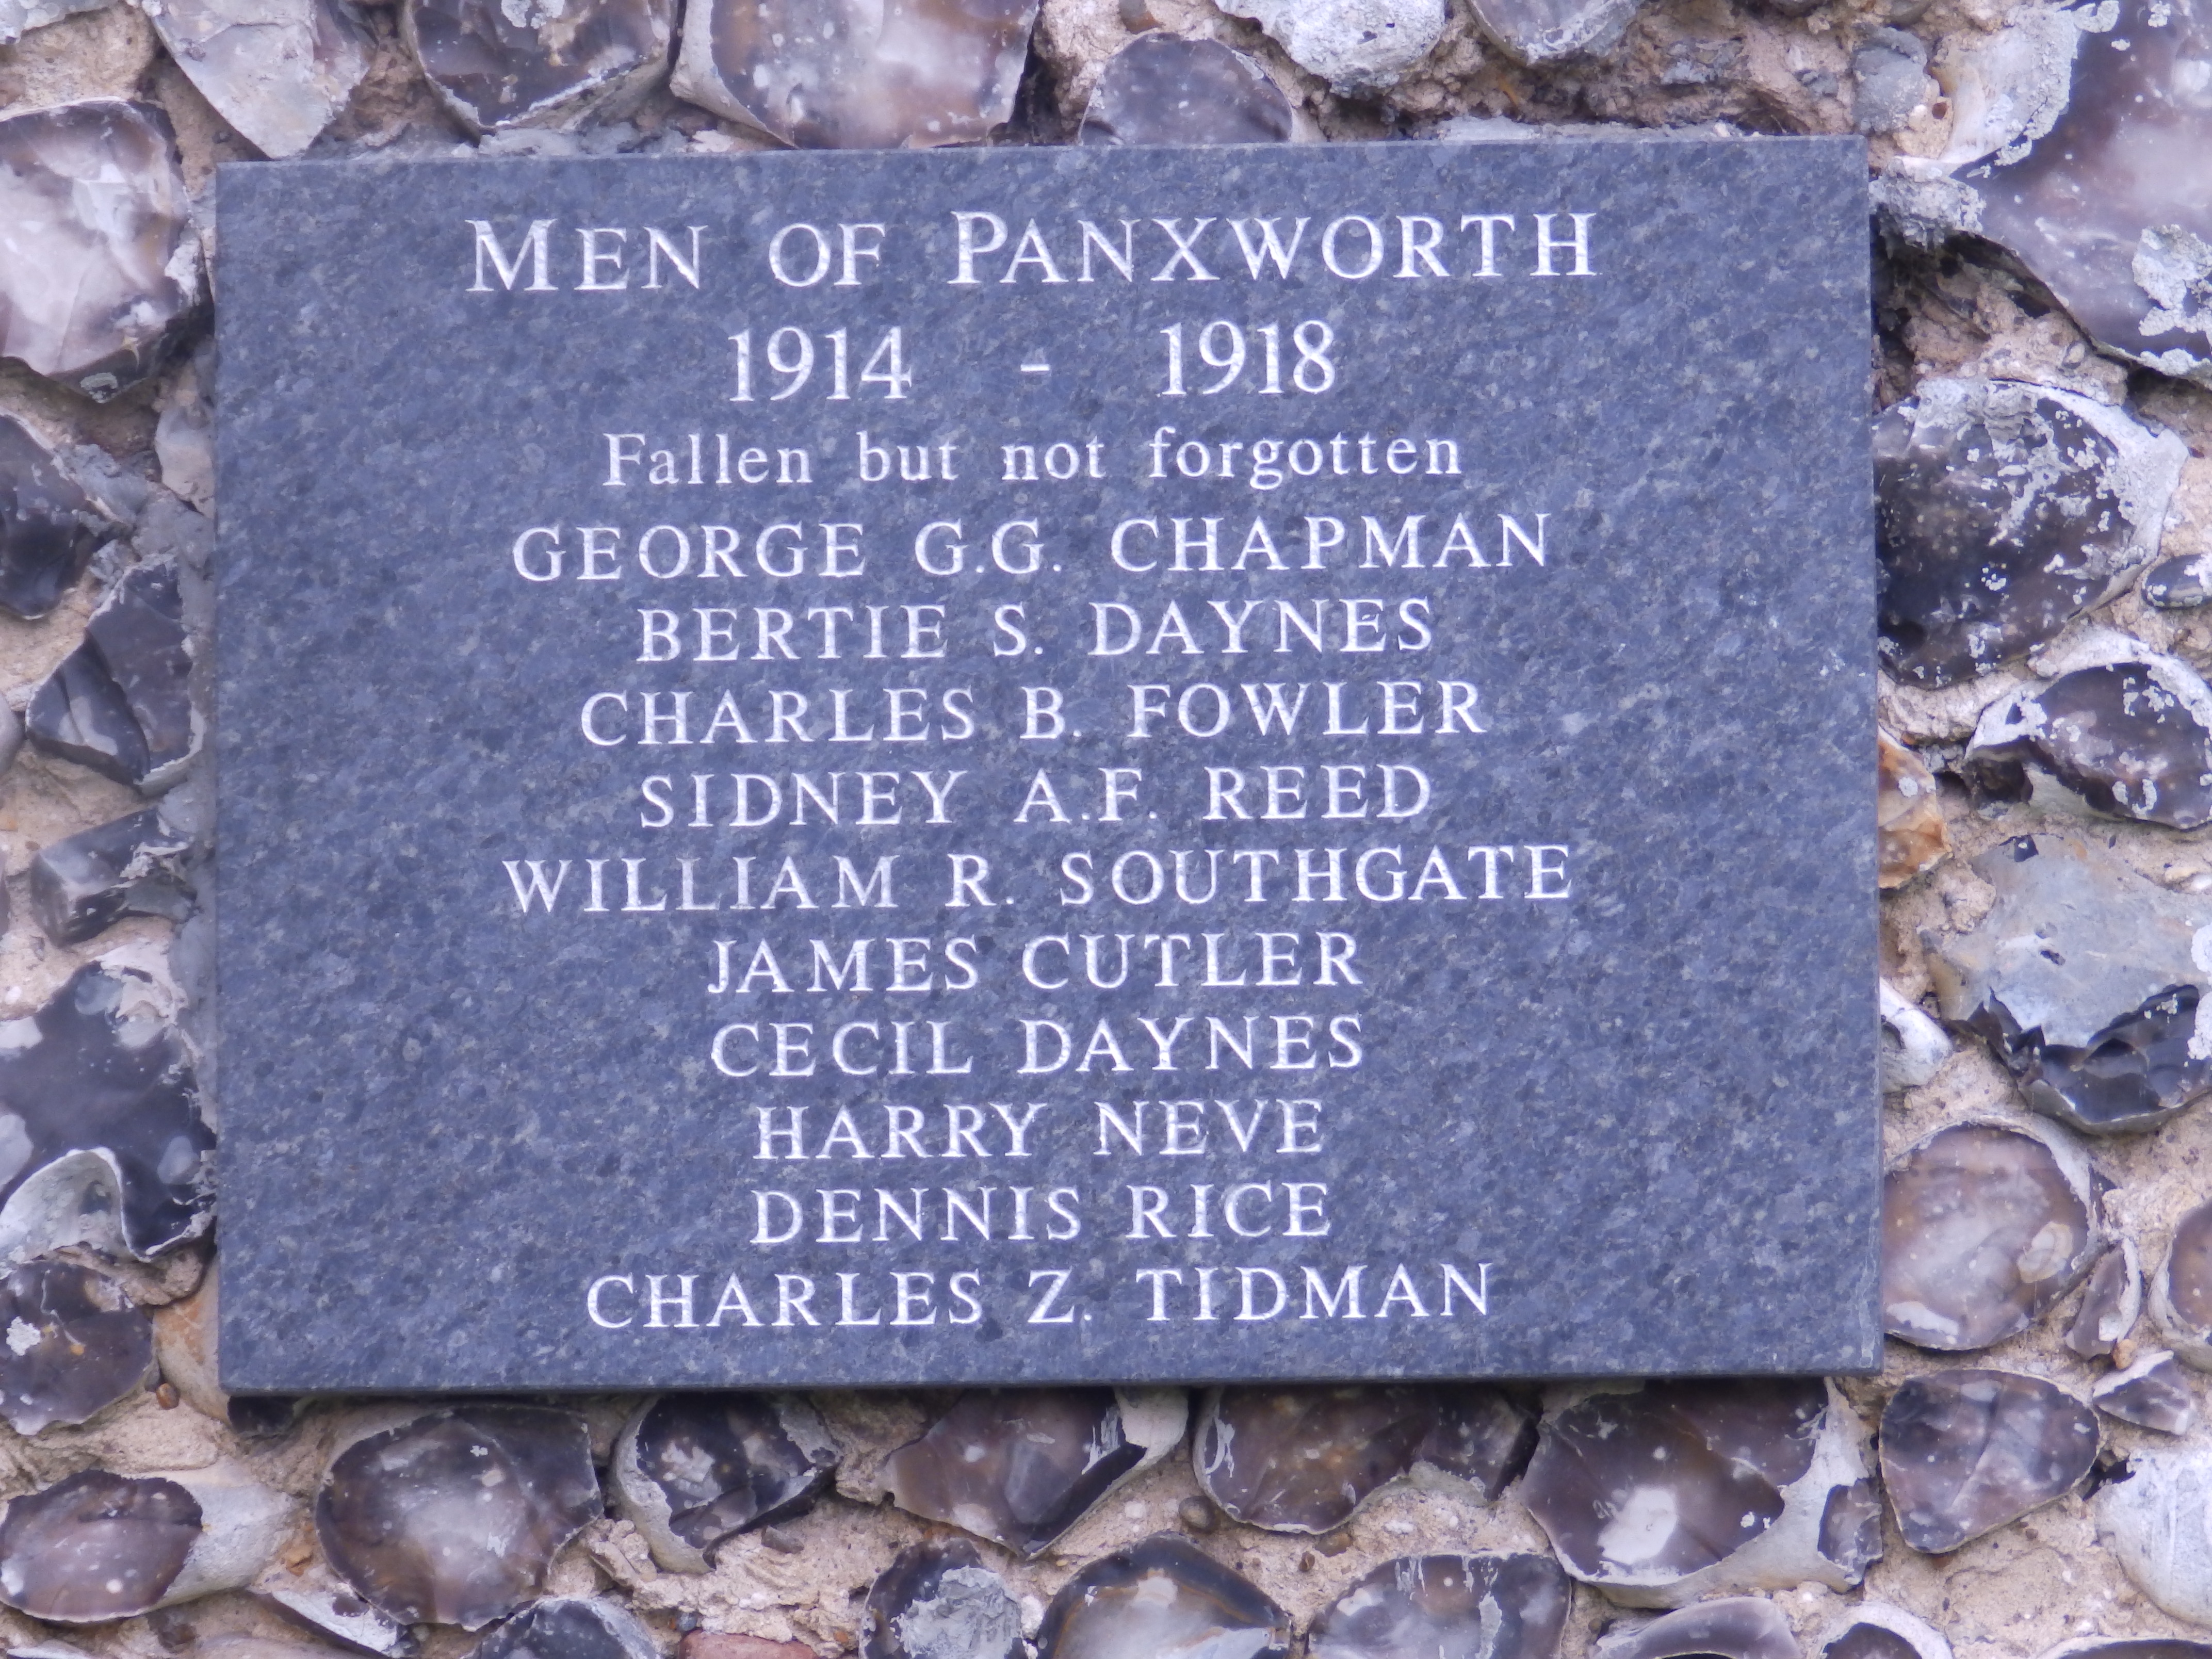 MEN OF PANXWORTH
1914 - 1918
Fallen but not forgotten
GEORGE G.G. CHAPMAN
BERTIE S. DAYNES
CHARLES B. FOWLER
SIDNEY A.F. REED
WILLIAM R. SOUTHGATE
JAMES CUTLER
CECIL DAYNES
HARRY NEVE
DENNIS RICE
CHARLES Z. TIDMAN